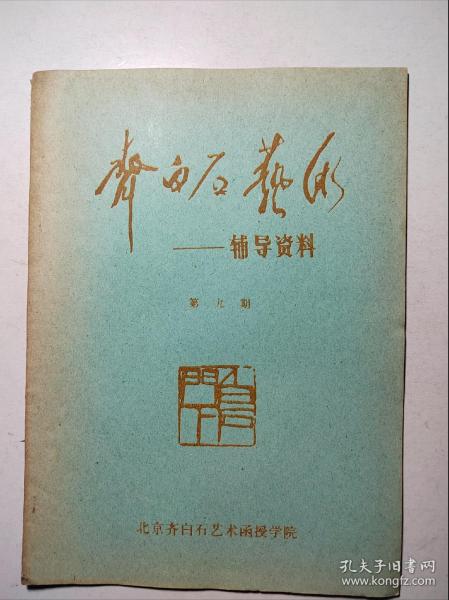 齊白石藝術
——辅导资料
第九期
北京齐白石艺术函授学院
孔夫子旧书网
www.kongfz.com